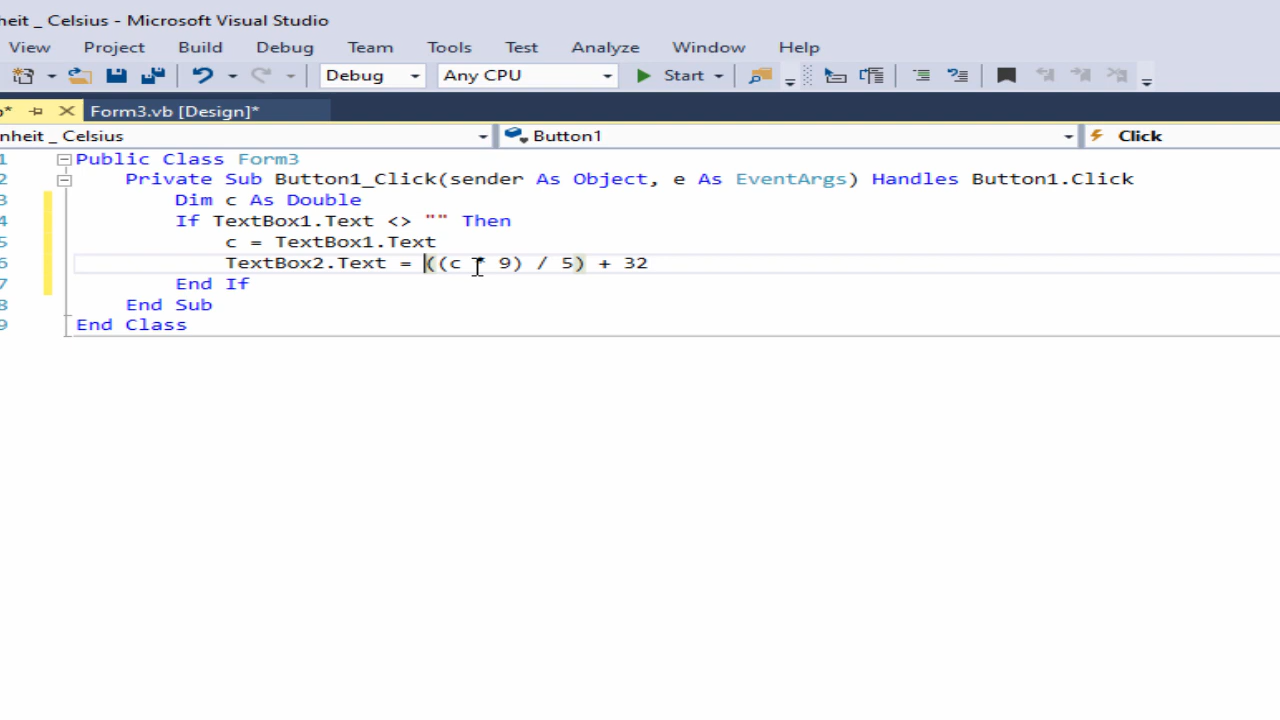 nheit _ Celsius - Microsoft Visual Studio
View Project Build Debug Team Tools Test Analyze Window Help
Debug Any CPU Start
* Form3.vb [Design]*
nheit _ Celsius Button1 Click
1 Public Class Form3
2 Private Sub Button1_Click(sender As Object, e As EventArgs) Handles Button1.Click
3 Dim c As Double
4 If TextBox1.Text <> "" Then
5 c = TextBox1.Text
6 TextBox2.Text = ((c * 9) / 5) + 32
7 End If
8 End Sub
9 End Class